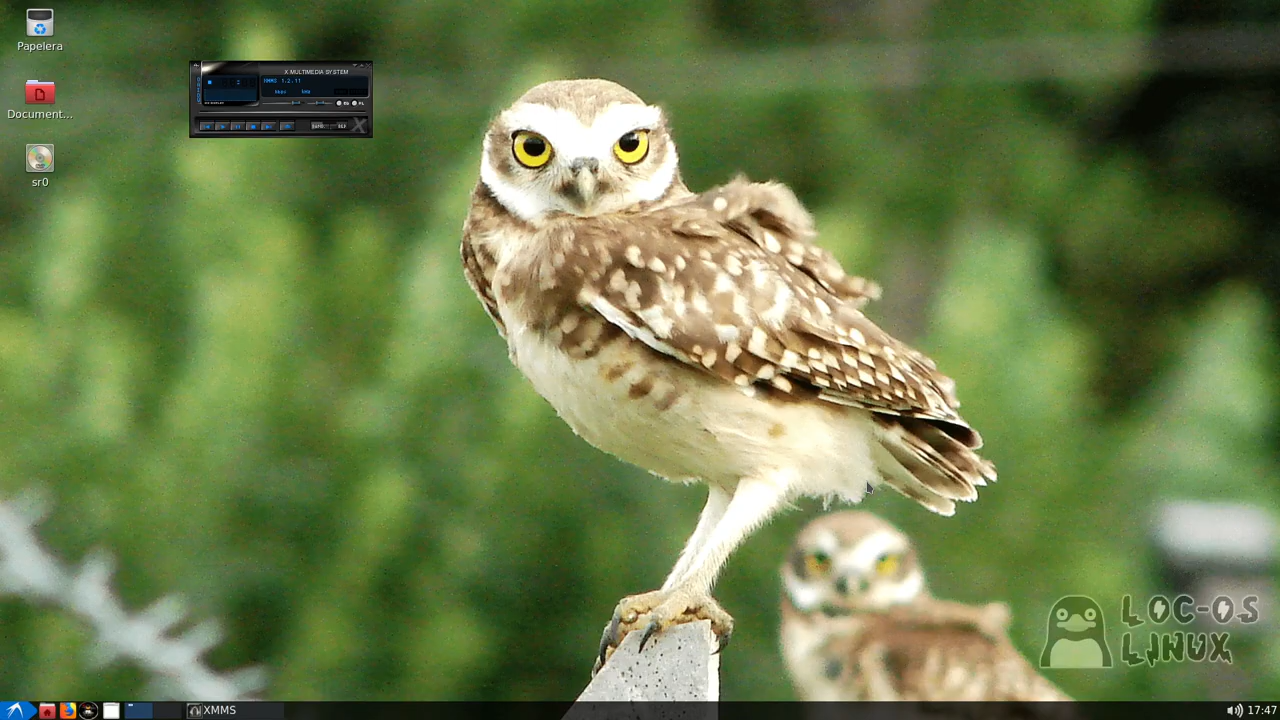 Papelera
Document...
sr0
X MULTIMEDIA SYSTEM
XMMS 1.2.11
LOC-OS
LINUX
XMMS
17:47